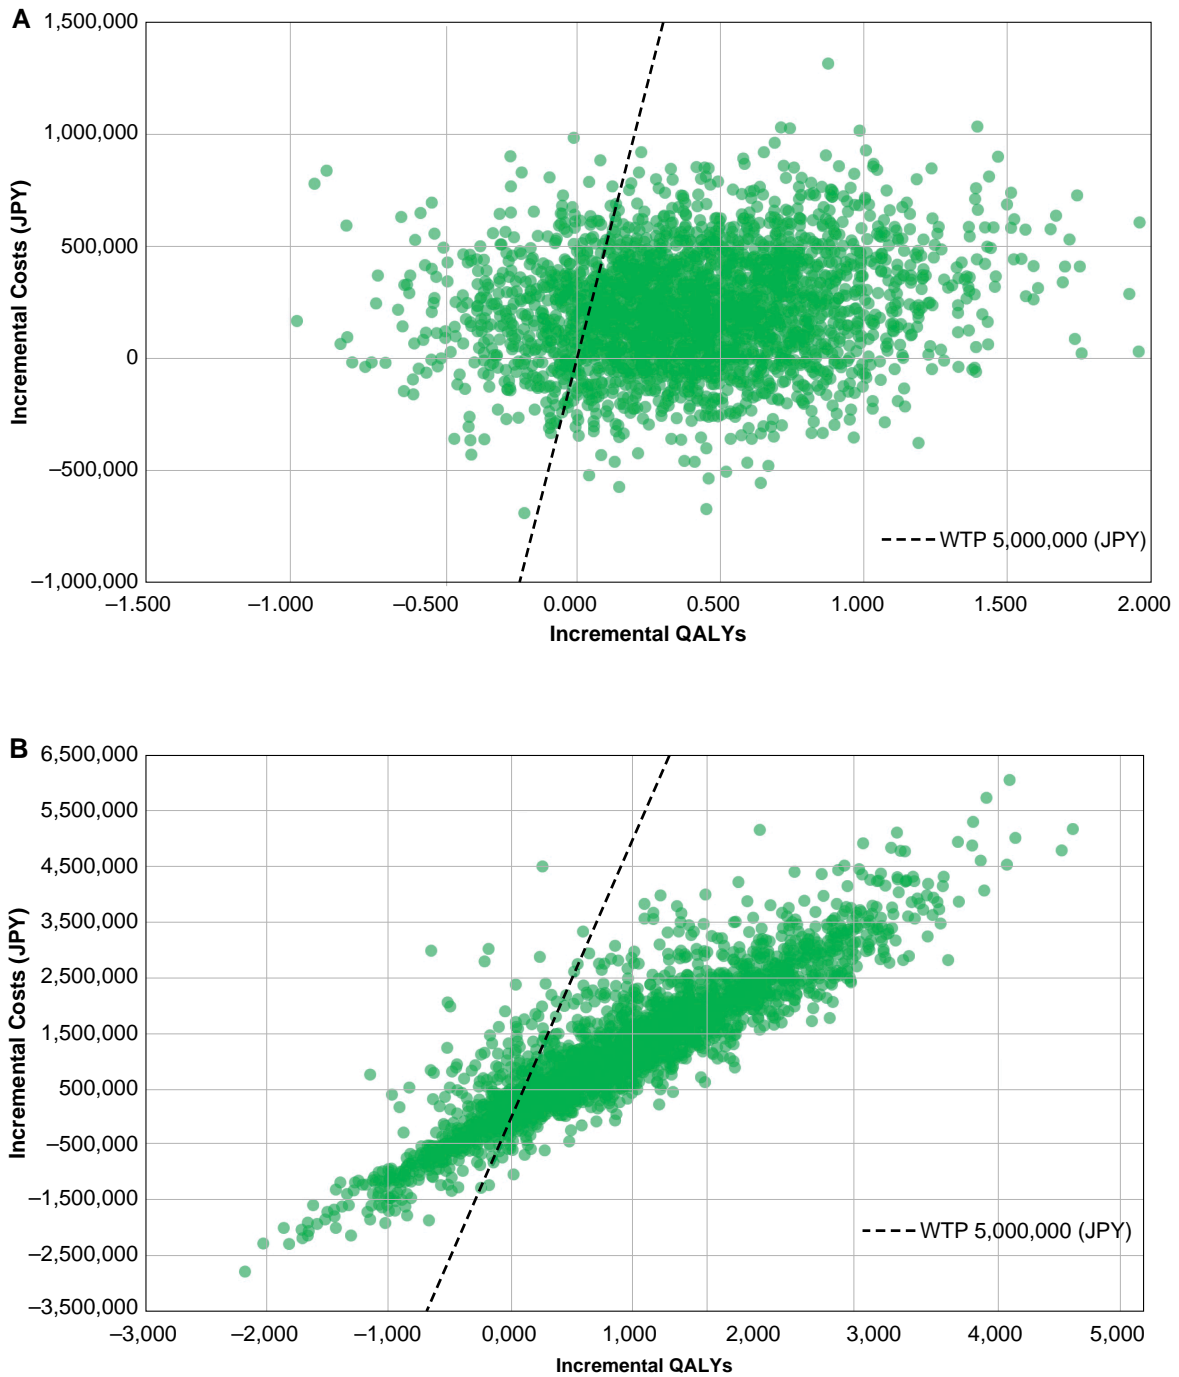 A
1,500,000
1,000,000
500,000
0
–500,000
–1,000,000
Incremental Costs (JPY)
WTP 5,000,000 (JPY)
–1.500 –1.000 –0.500 0.000 0.500 1.000 1.500 2.000
Incremental QALYs
B
6,500,000
5,500,000
4,500,000
3,500,000
2,500,000
1,500,000
500,000
–500,000
–1,500,000
–2,500,000
–3,500,000
Incremental Costs (JPY)
WTP 5,000,000 (JPY)
–3,000 –2,000 –1,000 0,000 1,000 2,000 3,000 4,000 5,000
Incremental QALYs